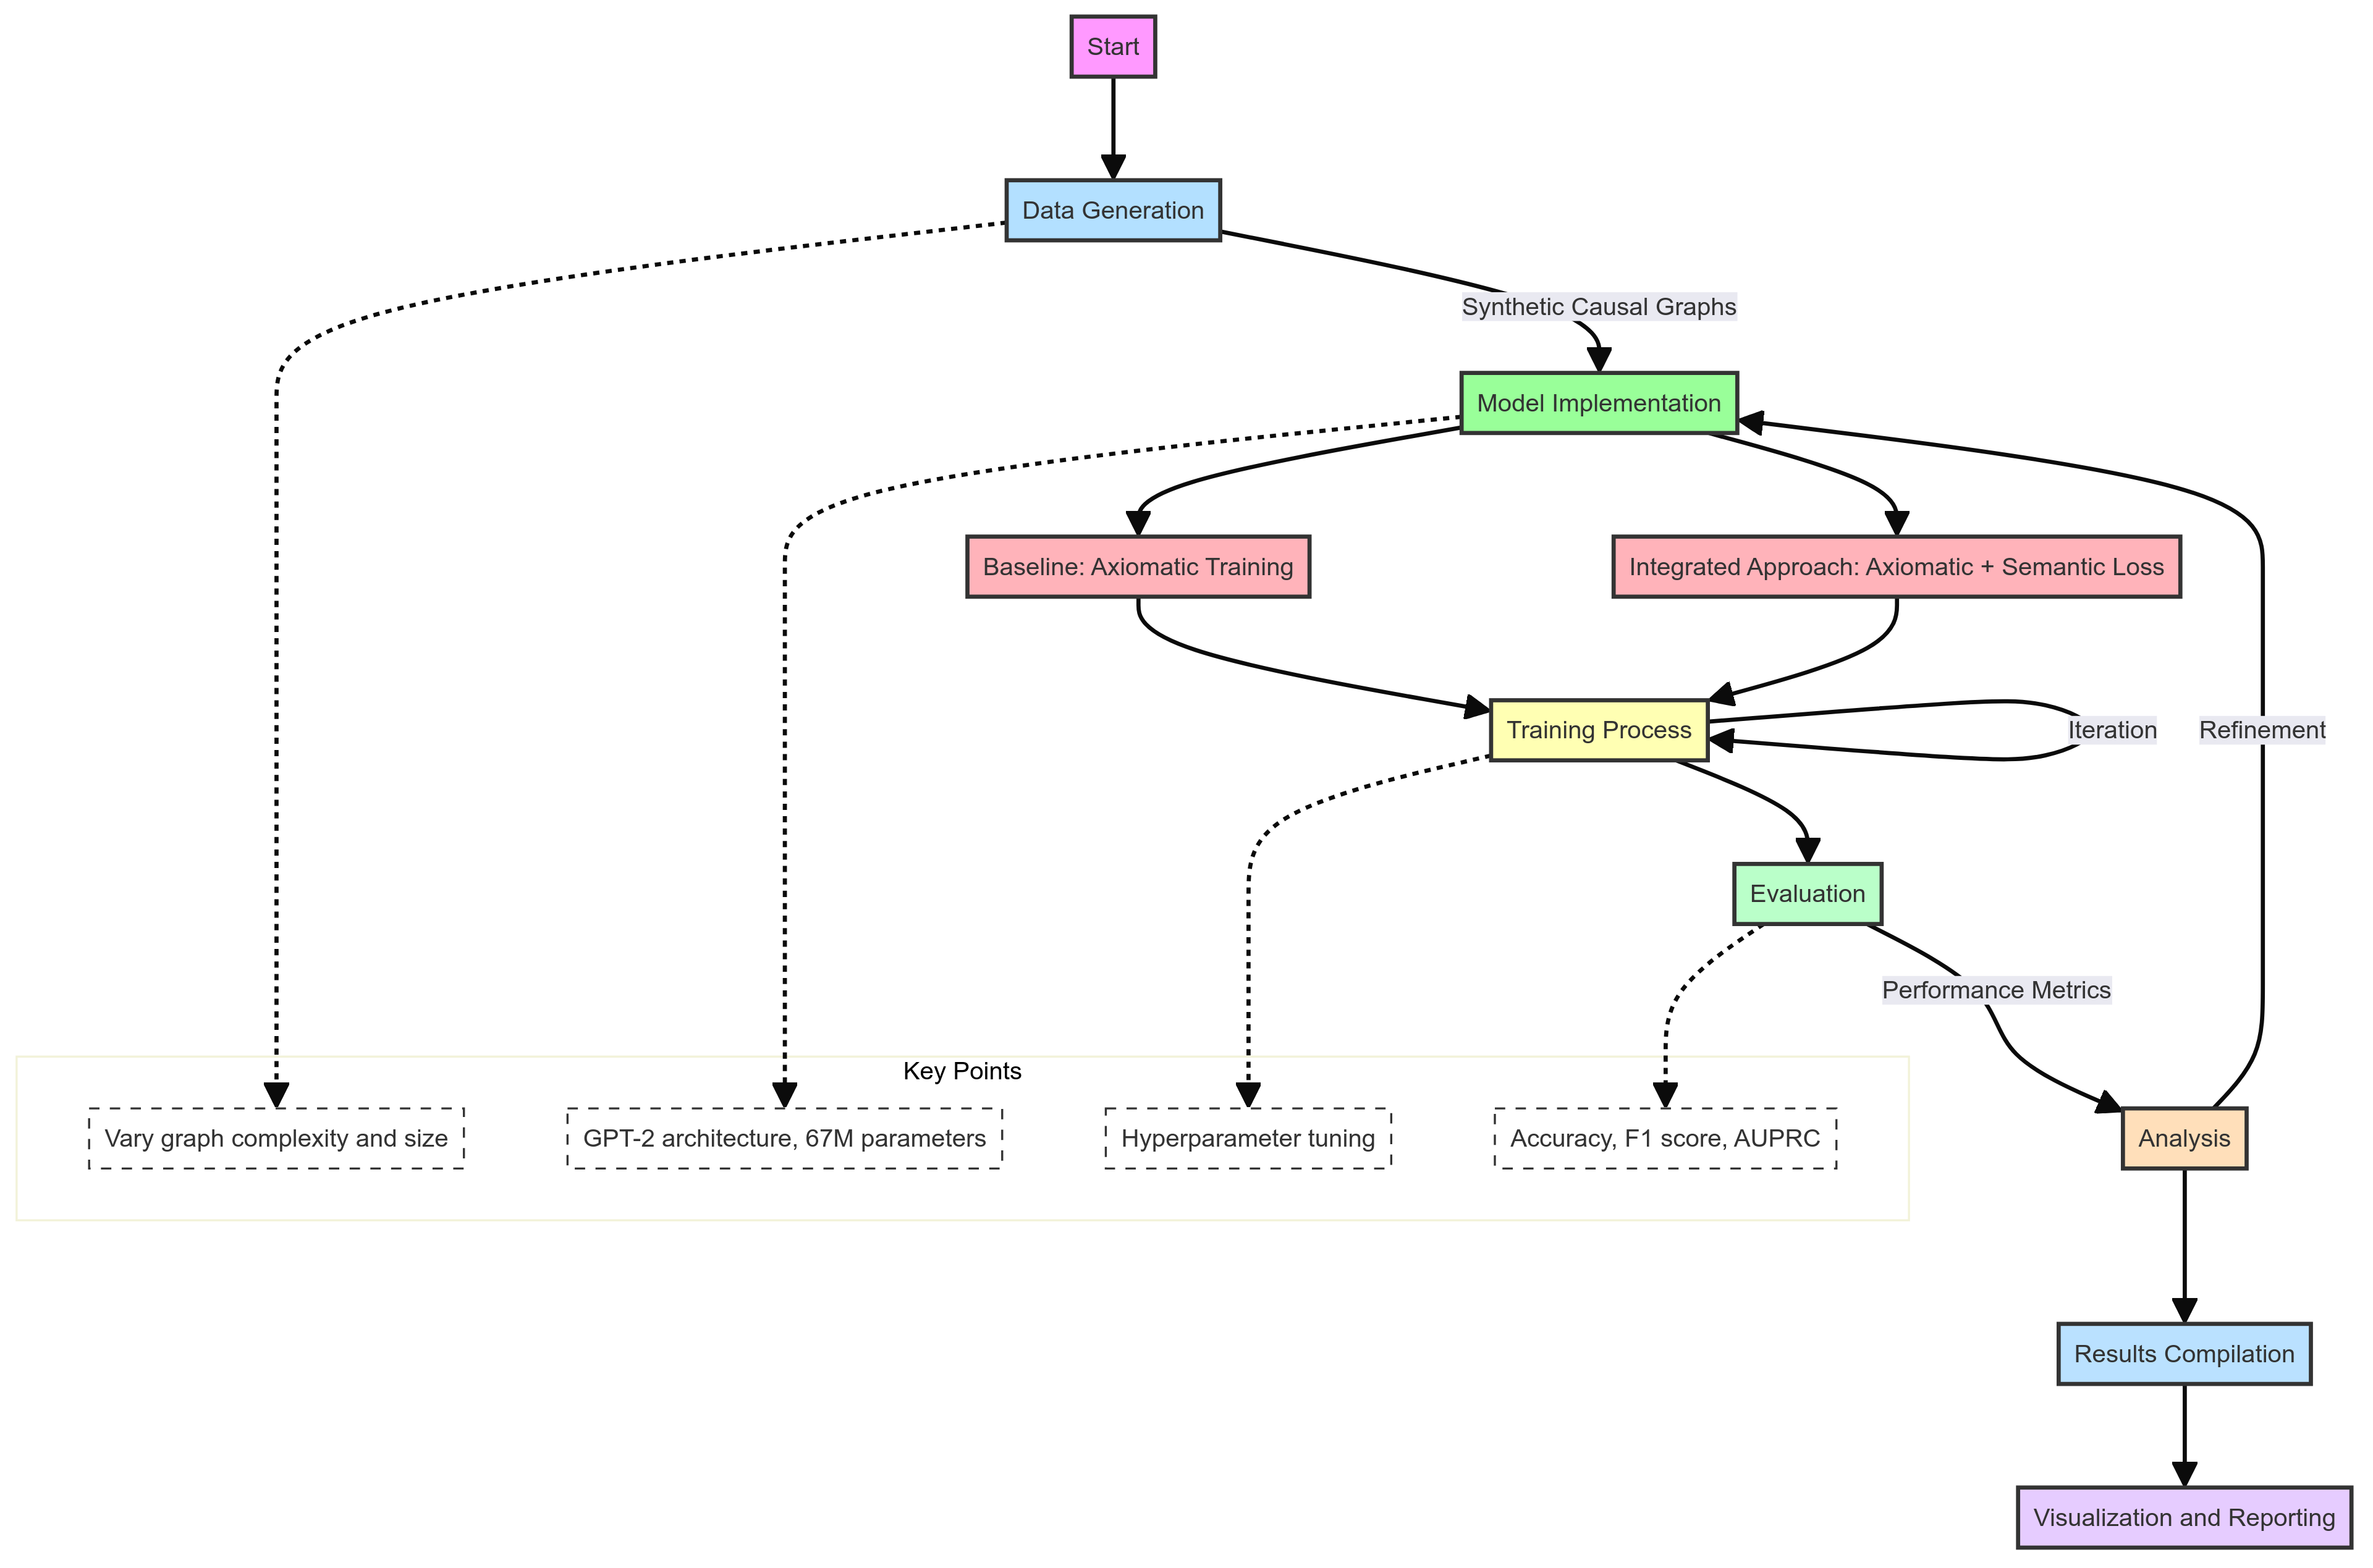 Start
Data Generation
Synthetic Causal Graphs
Model Implementation
Baseline: Axiomatic Training
Integrated Approach: Axiomatic + Semantic Loss
Training Process
Iteration
Refinement
Evaluation
Performance Metrics
Key Points
Vary graph complexity and size
GPT-2 architecture, 67M parameters
Hyperparameter tuning
Accuracy, F1 score, AUPRC
Analysis
Results Compilation
Visualization and Reporting